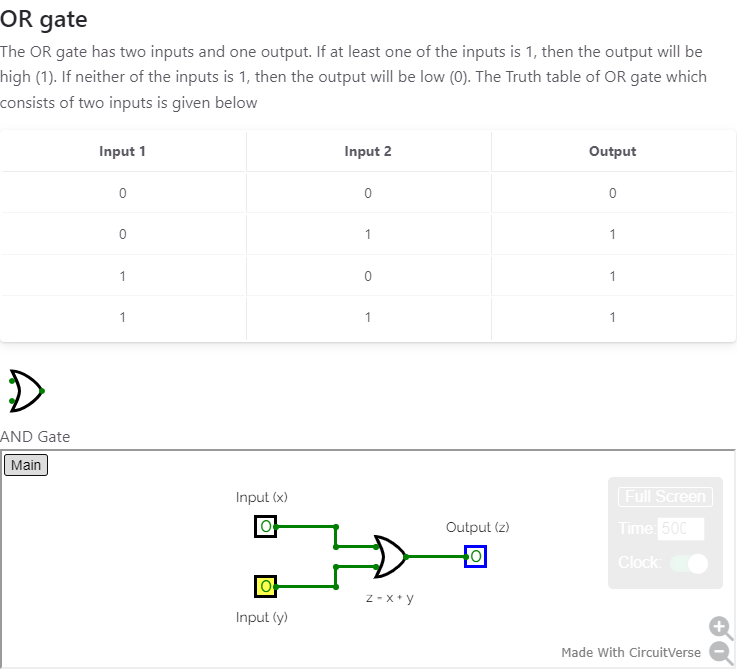 OR gate
The OR gate has two inputs and one output. If at least one of the inputs is 1, then the output will be
high (1). If neither of the inputs is 1, then the output will be low (0). The Truth table of OR gate which
consists of two inputs is given below
Input 1 Input 2 Output
0 0 0
0 1 1
1 0 1
1 1 1
AND Gate
Main
Input (x)
Full Screen
0
Output (z)
Time: 500
0
Clock:
0
z = x + y
Input (y)
Made With CircuitVerse